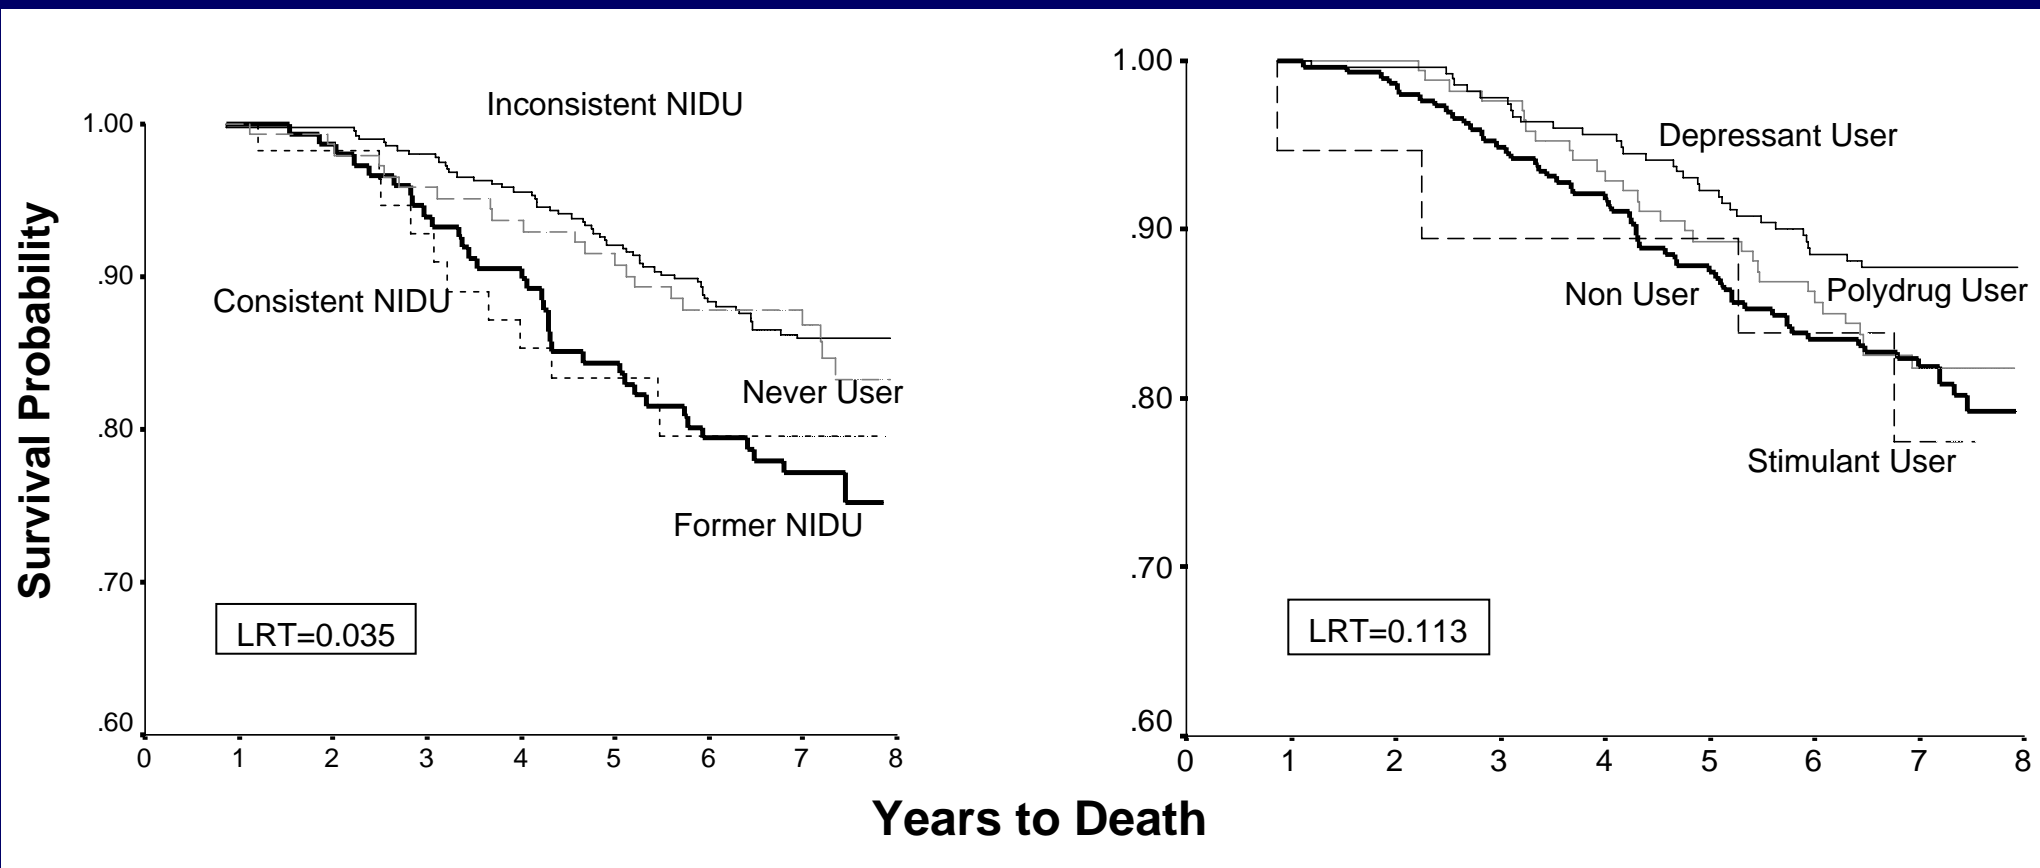 Survival Probability
1.00
.90
.80
.70
.60
0 1 2 3 4 5 6 7 8
Inconsistent NIDU
Consistent NIDU
Never User
Former NIDU
LRT=0.035
1.00
.90
.80
.70
.60
0 1 2 3 4 5 6 7 8
Depressant User
Non User
Polydrug User
Stimulant User
LRT=0.113
Years to Death